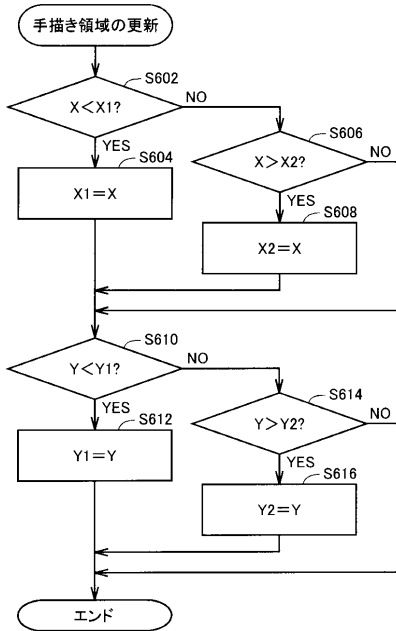 手描き領域の更新
S602
X<X1?
NO
S606
YES
S604
X>X2?
NO
X1=X
YES
S608
X2=X
S610
Y<Y1?
NO
S614
YES
S612
Y>Y2?
NO
Y1=Y
YES
S616
Y2=Y
エンド